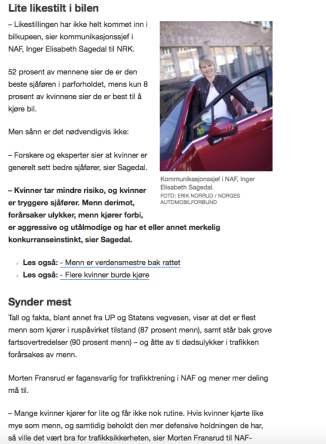 Lite likestilt i bilen
– Likestillingen har ikke helt kommet inn i
bilkupeen, sier kommunikasjonssjef i
NAF, Inger Elisabeth Sagedal til NRK.
52 prosent av mennene sier de er den
beste sjåføren i parforholdet, mens kun 8
prosent av kvinnene sier de er best til å
kjøre bil.
Men sånn er det nødvendigvis ikke:
– Forskere og eksperter sier at kvinner er
generelt sett bedre sjåfører, sier Sagedal.
Kommunikasjonssjef i NAF, Inger
Elisabeth Sagedal.
FOTO: ERIK NORRUD / NORGES
AUTOMOBILFORBUND
– Kvinner tar mindre risiko, og kvinner
er tryggere sjåfører. Menn derimot,
forårsaker ulykker, menn kjører forbi,
er aggressive og utålmodige og har et eller annet merkelig
konkurranseinstinkt, sier Sagedal.
Les også: - Menn er verdensmestre bak rattet
Les også: - Flere kvinner burde kjøre
Synder mest
Tall og fakta, blant annet fra UP og Statens vegvesen, viser at det er flest
menn som kjører i ruspåvirket tilstand (87 prosent menn), samt står bak grove
fartsovertredelser (90 prosent menn) – og åtte av ti dødsulykker i trafikken
forårsakes av menn.
Morten Fransrud er fagansvarlig for trafikktrening i NAF og mener mer deling
må til.
– Mange kvinner kjører for lite og får ikke nok rutine. Hvis kvinner kjørte like
mye som menn, og samtidig beholdt den mer defensive holdningen de har,
så ville det vært bra for trafikksikkerheten, sier Morten Fransrud til NAF-